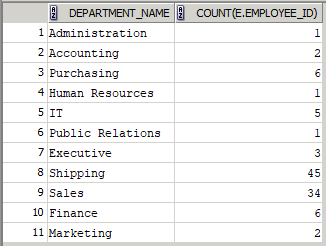 DEPARTMENT_NAME COUNT(E.EMPLOYEE_ID)
1 Administration 1
2 Accounting 2
3 Purchasing 6
4 Human Resources 1
5 IT 5
6 Public Relations 1
7 Executive 3
8 Shipping 45
9 Sales 34
10 Finance 6
11 Marketing 2